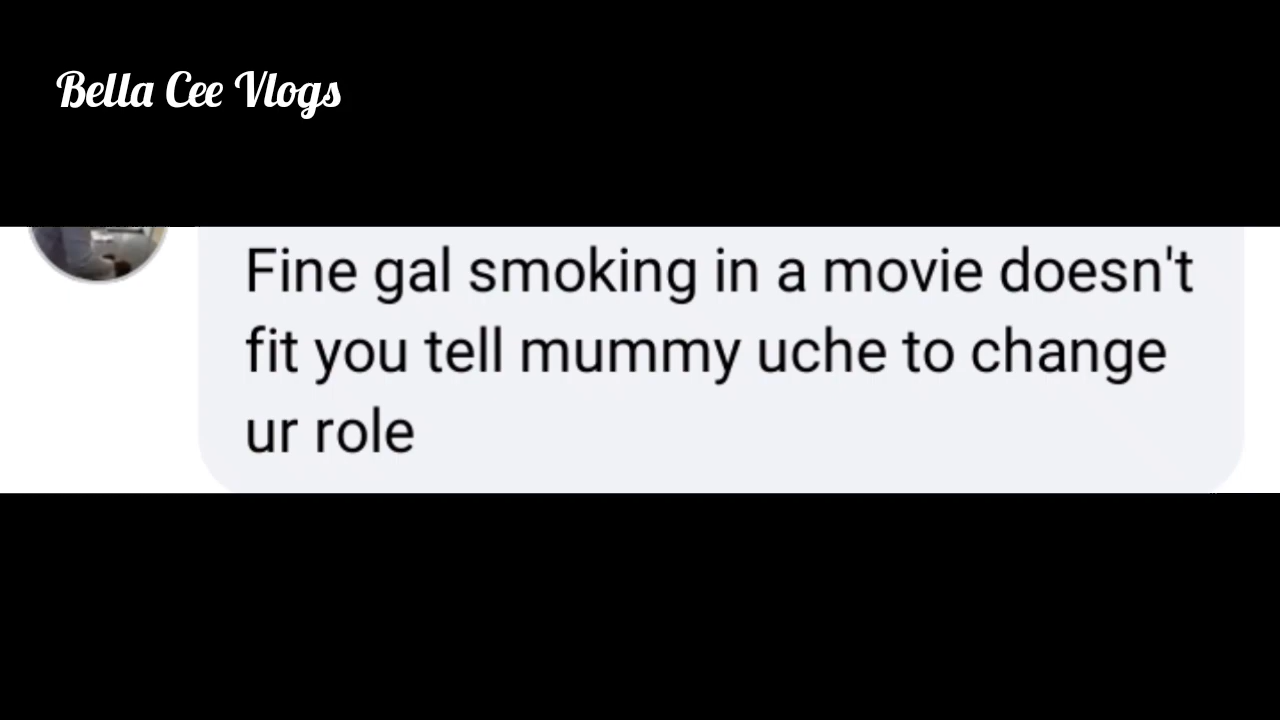 Bella Cee Vlogs
Fine gal smoking in a movie doesn't
fit you tell mummy uche to change
ur role